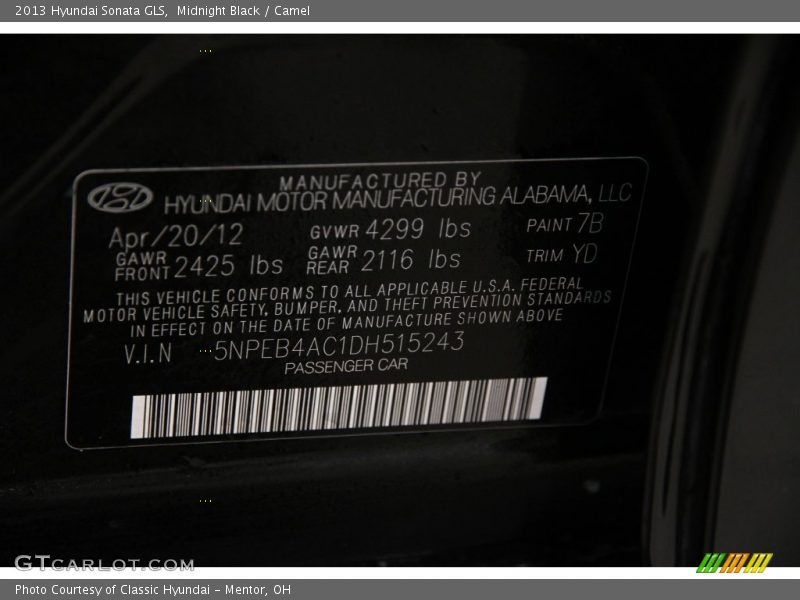 2013 Hyundai Sonata GLS,  Midnight Black / Camel
MANUFACTURED BY
HYUNDAI MOTOR MANUFACTURING ALABAMA, LLC
Apr/20/12 GVWR 4299 lbs PAINT 7B
GAWR FRONT 2425 lbs GAWR REAR 2116 lbs TRIM YD
THIS VEHICLE CONFORMS TO ALL APPLICABLE U.S.A. FEDERAL
MOTOR VEHICLE SAFETY, BUMPER, AND THEFT PREVENTION STANDARDS
IN EFFECT ON THE DATE OF MANUFACTURE SHOWN ABOVE
V.I.N 5NPEB4AC1DH515243
PASSENGER CAR
GTCARLOT.COM
Photo Courtesy of Classic Hyundai - Mentor, OH